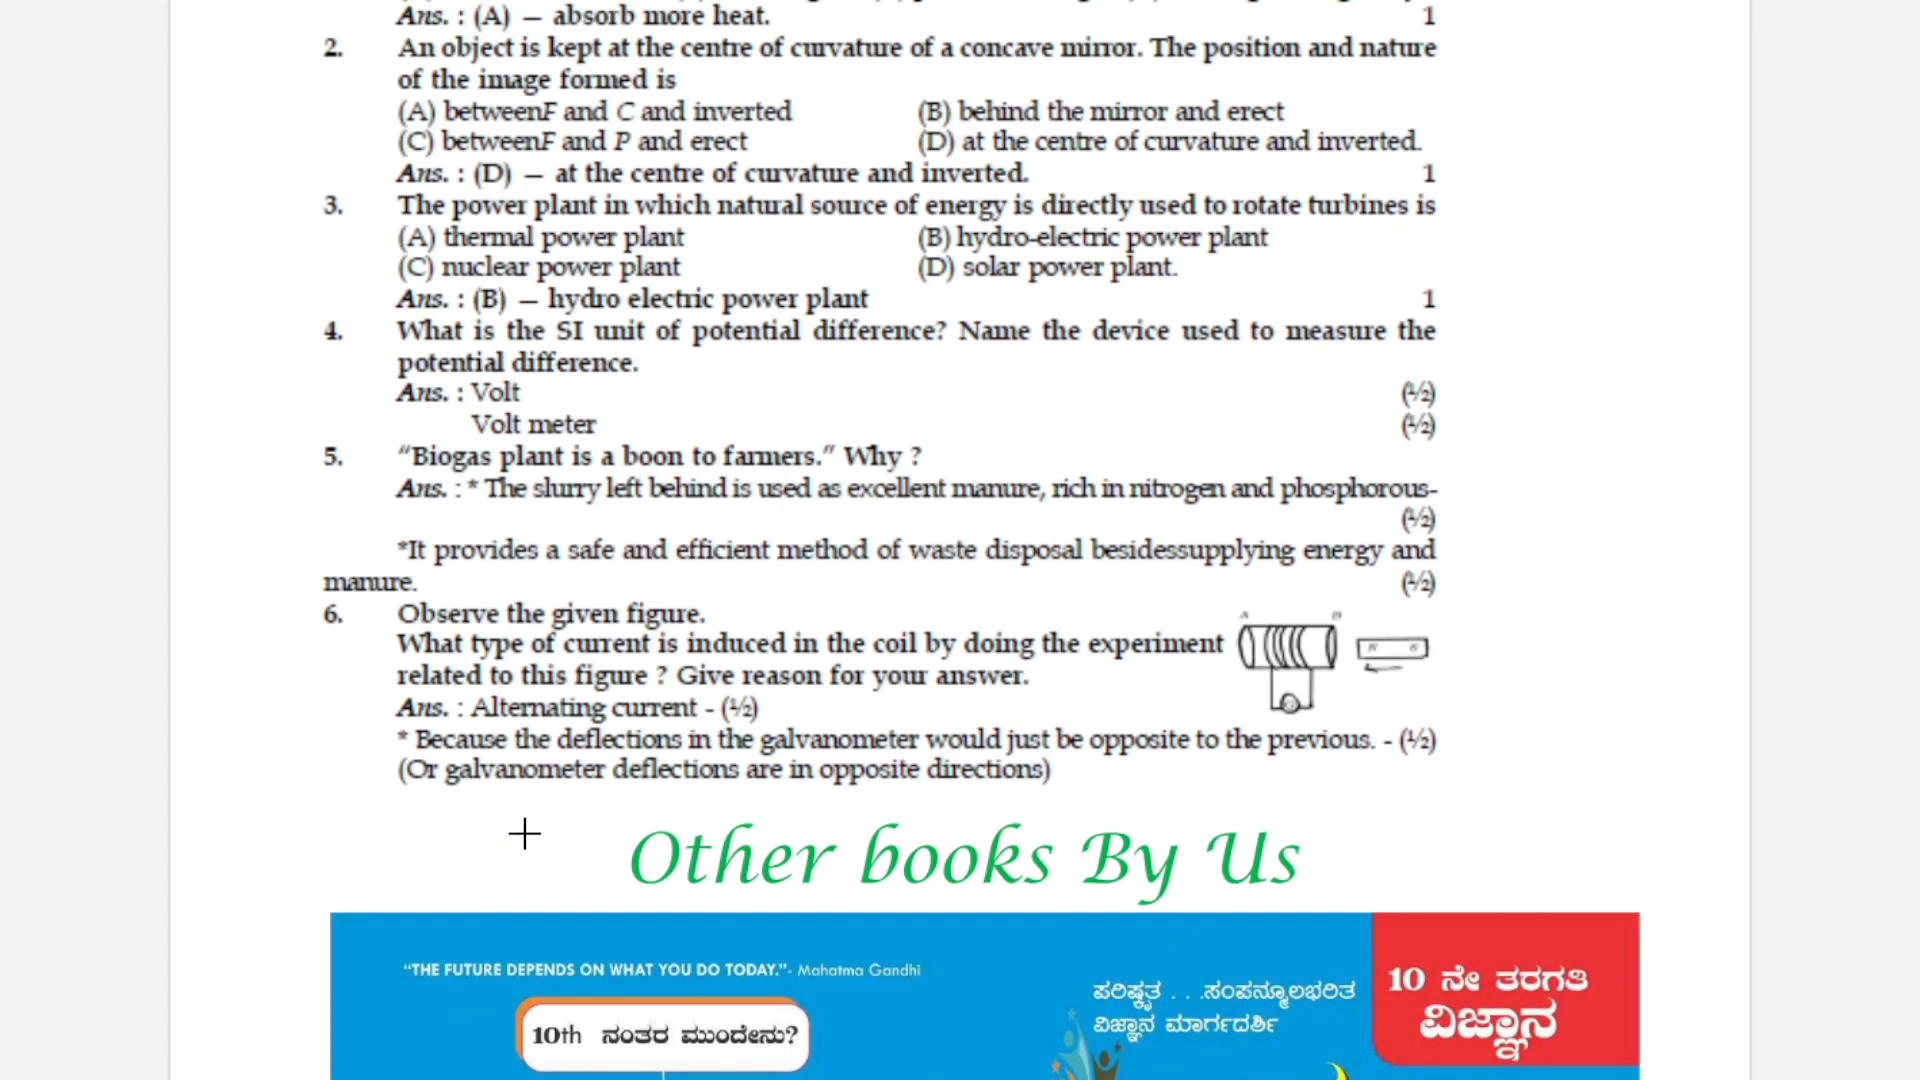 Ans. : (A) — absorb more heat. 1
2. An object is kept at the centre of curvature of a concave mirror. The position and nature
of the image formed is
(A) betweenF and C and inverted (B) behind the mirror and erect
(C) betweenF and P and erect (D) at the centre of curvature and inverted.
Ans. : (D) — at the centre of curvature and inverted. 1
3. The power plant in which natural source of energy is directly used to rotate turbines is
(A) thermal power plant (B) hydro-electric power plant
(C) nuclear power plant (D) solar power plant.
Ans. : (B) — hydro electric power plant 1
4. What is the SI unit of potential difference? Name the device used to measure the
potential difference.
Ans. : Volt (½)
Volt meter (½)
5. "Biogas plant is a boon to farmers." Why ?
Ans. : * The slurry left behind is used as excellent manure, rich in nitrogen and phosphorous-
(½)
*It provides a safe and efficient method of waste disposal besidessupplying energy and
manure. (½)
6. Observe the given figure.
What type of current is induced in the coil by doing the experiment
related to this figure ? Give reason for your answer.
A B
N S
Ans. : Alternating current - (½)
* Because the deflections in the galvanometer would just be opposite to the previous. - (½)
(Or galvanometer deflections are in opposite directions)
Other books By Us
"THE FUTURE DEPENDS ON WHAT YOU DO TODAY."- Mahatma Gandhi
10th ನಂತರ ಮುಂದೇನು?
ಪರಿಷ್ಕೃತ . . .ಸಂಪನ್ಮೂಲಭರಿತ
ವಿಜ್ಞಾನ ಮಾರ್ಗದರ್ಶಿ
10 ನೇ ತರಗತಿ
ವಿಜ್ಞಾನ